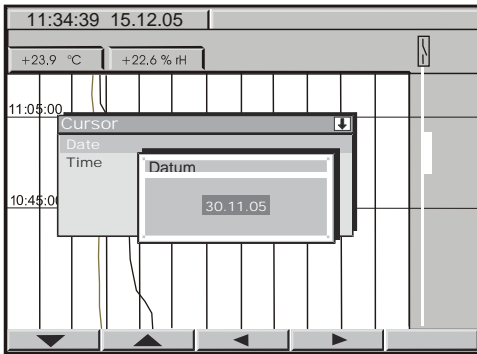 11:34:39 15.12.05
+23,9 °C +22,6 % rH
11:05:00
Cursor
Date
Time
Datum
30.11.05
10:45:00